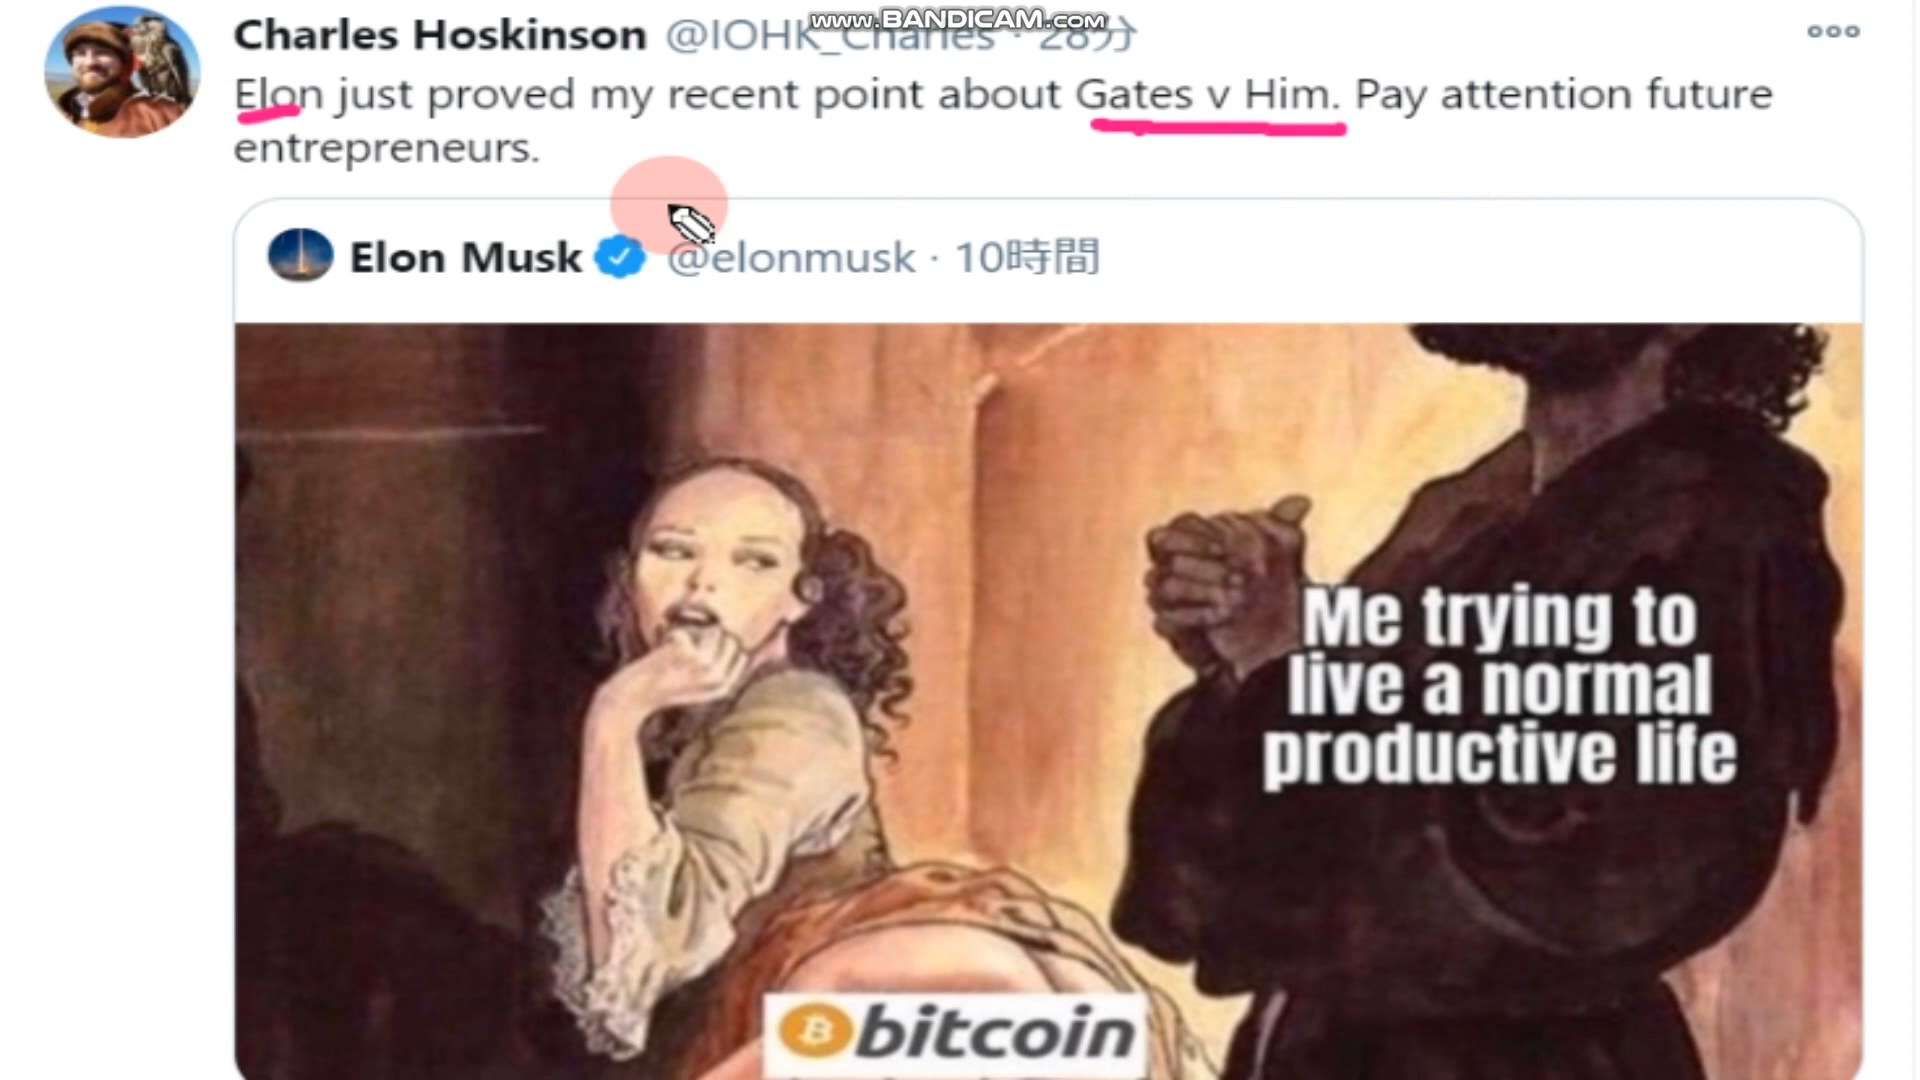 www.BANDICAM.com
Charles Hoskinson @IOHK_Charles · 28分
Elon just proved my recent point about Gates v Him. Pay attention future
entrepreneurs.
Elon Musk @elonmusk · 10時間
Me trying to
live a normal
productive life
bitcoin